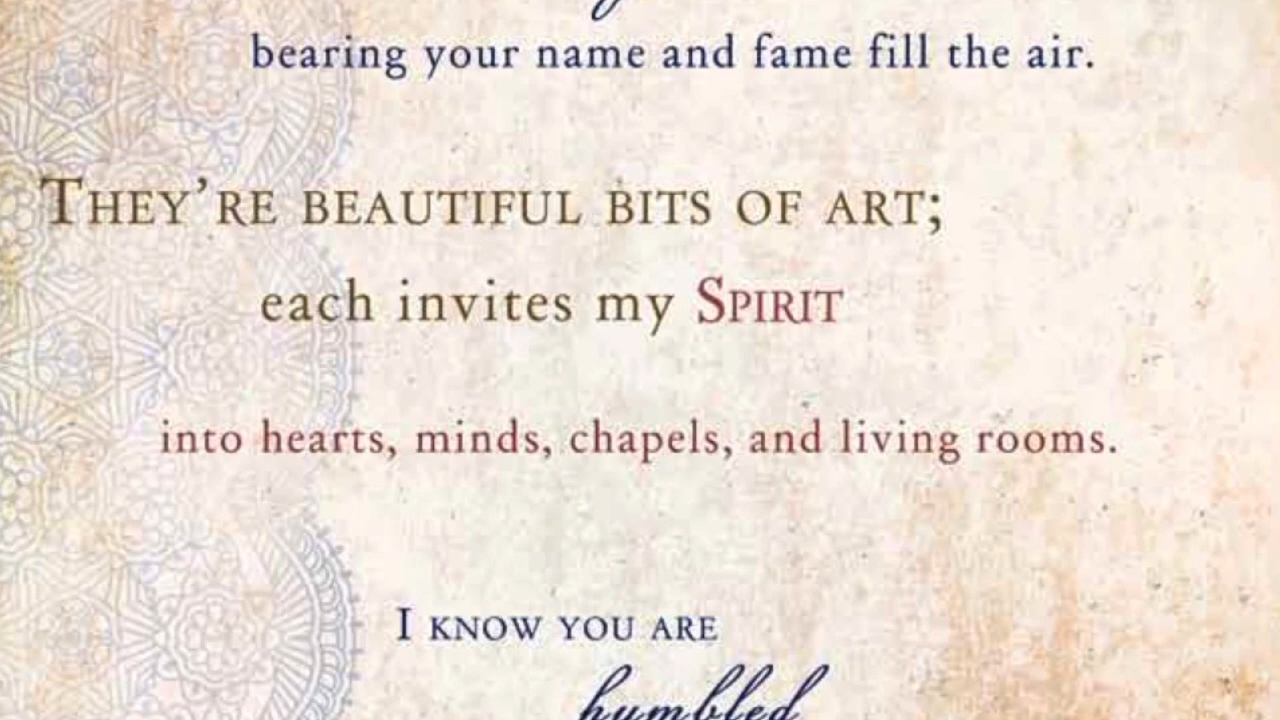 bearing your name and fame fill the air.
THEY'RE BEAUTIFUL BITS OF ART;
each invites my SPIRIT
into hearts, minds, chapels, and living rooms.
I KNOW YOU ARE
humbled